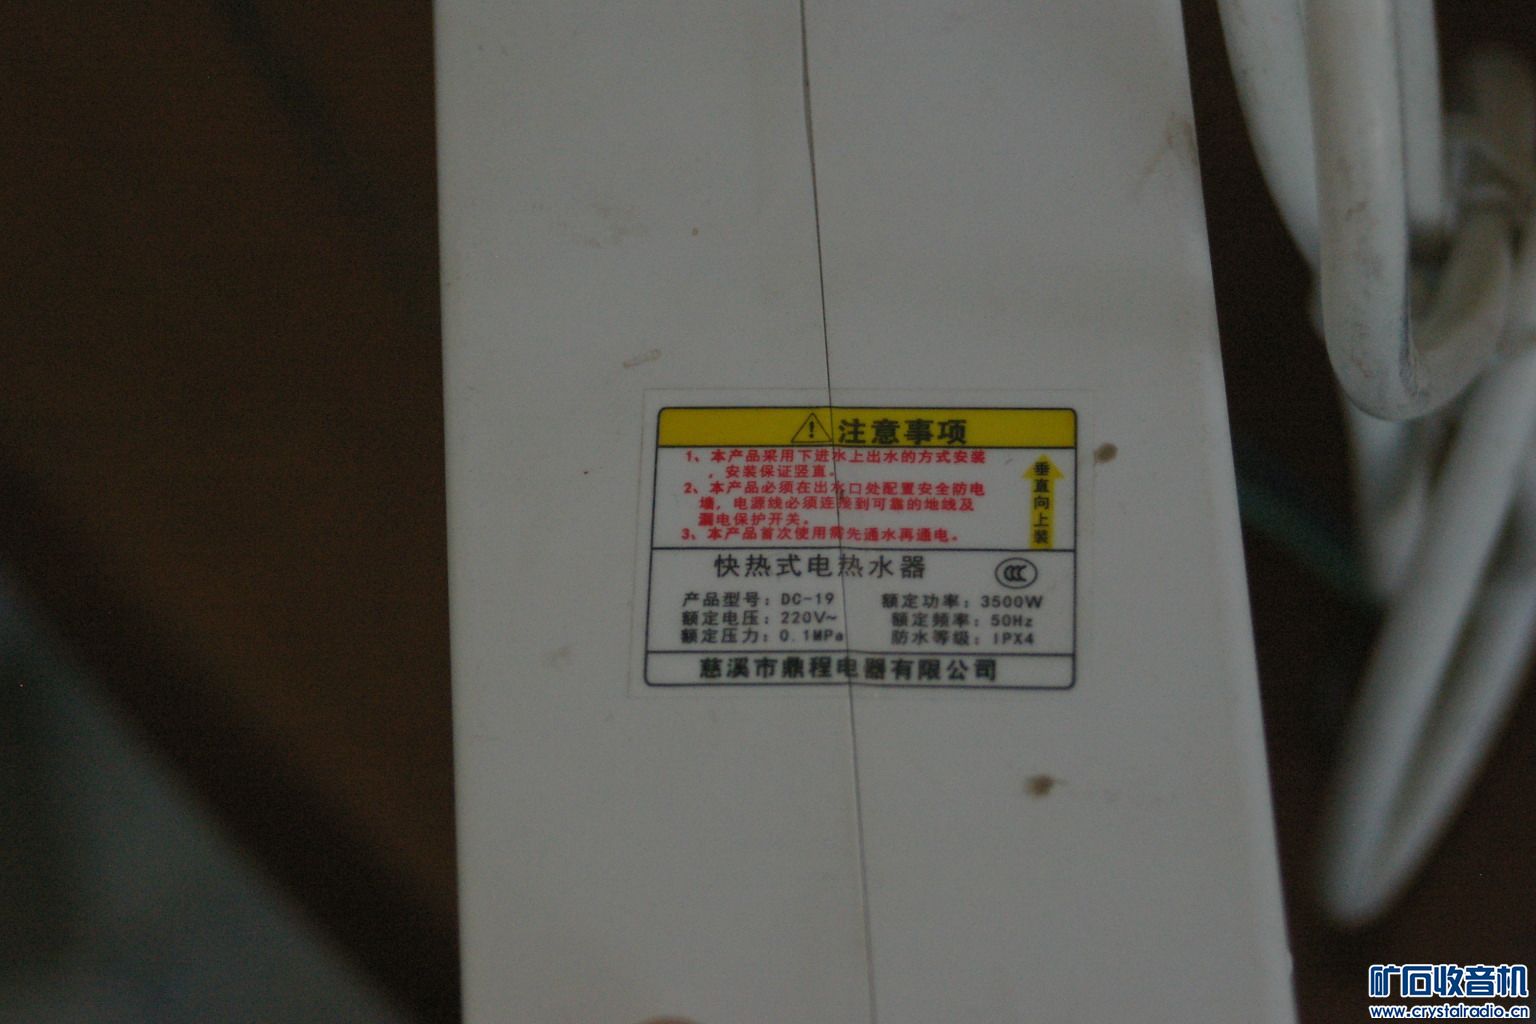 注意事项
1、本产品采用下进水上出水的方式安装
，安装保证竖直。
2、本产品必须在出水口处配置安全防电
墙，电源线必须连接到可靠的地线及
漏电保护开关。
3、本产品首次使用需先通水再通电。
垂直向上装
快热式电热水器
CCC
产品型号：DC-19 额定功率：3500W
额定电压：220V~ 额定频率：50Hz
额定压力：0.1MPa 防水等级：IPX4
慈溪市鼎程电器有限公司
矿石收音机
www.crystalradio.cn